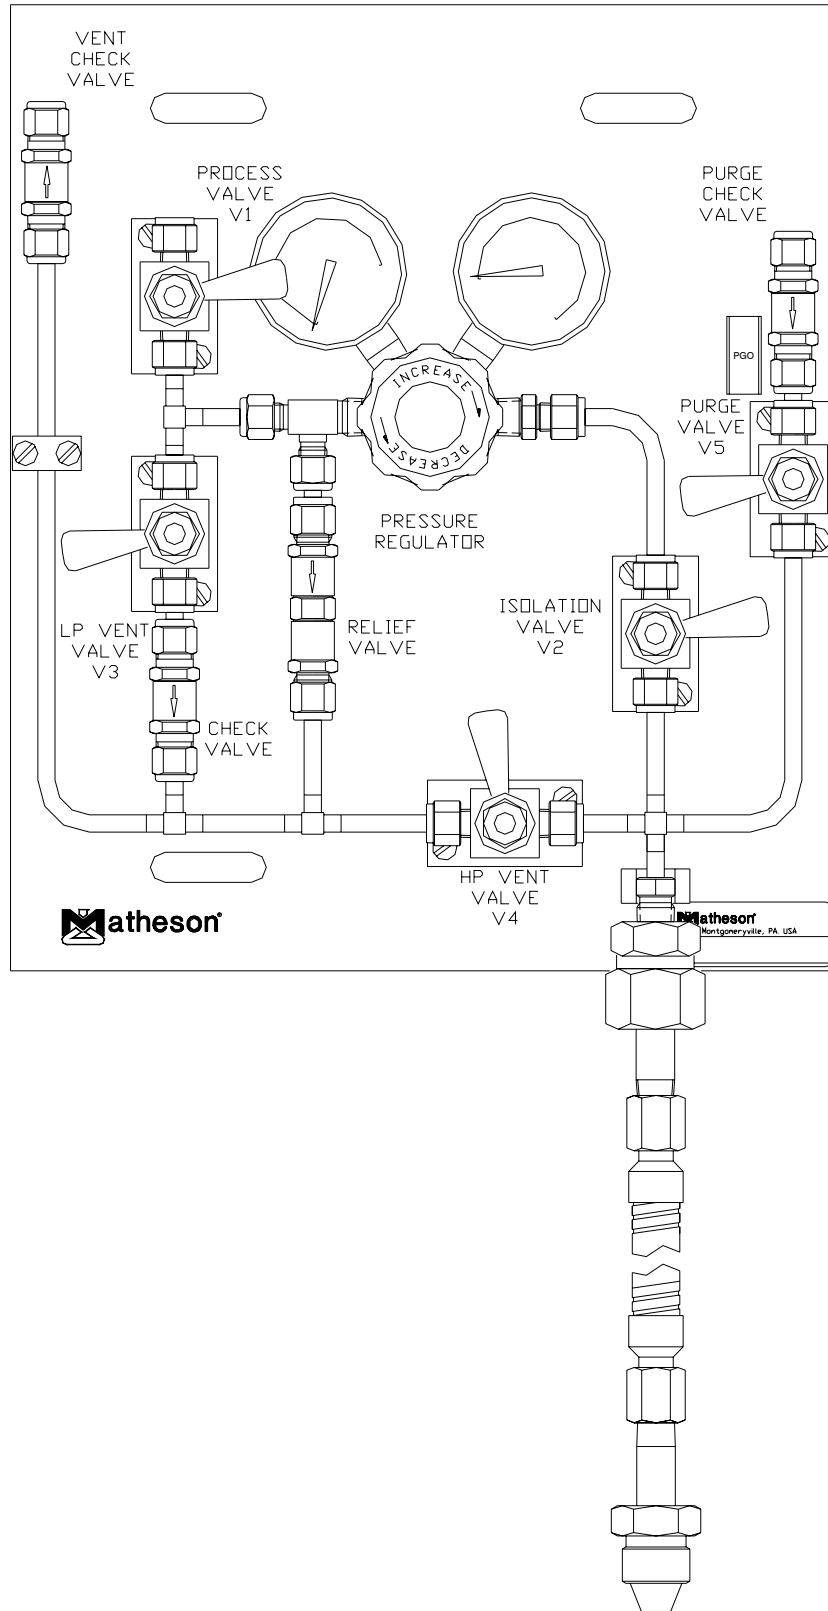 VENT
CHECK
VALVE
PROCESS
VALVE
V1
PURGE
CHECK
VALVE
PGO
INCREASE
DECREASE
PURGE
VALVE
V5
PRESSURE
REGULATOR
ISOLATION
VALVE
V2
LP VENT
VALVE
V3
RELIEF
VALVE
CHECK
VALVE
HP VENT
VALVE
V4
Matheson
Matheson
Montgomeryville, PA. USA